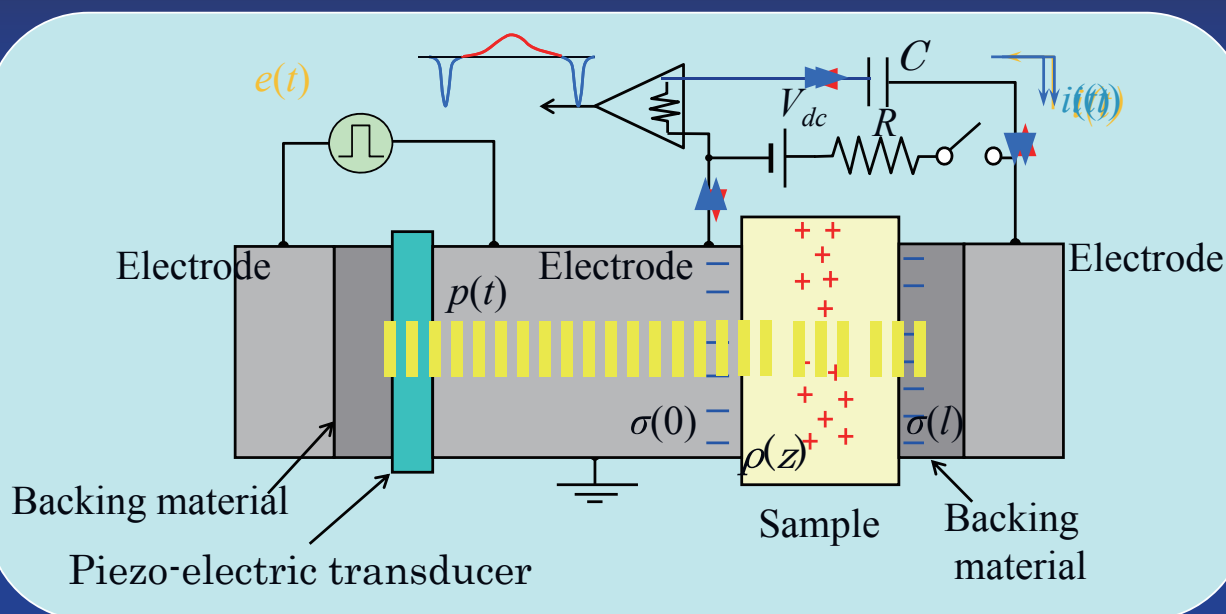 e(t)
C
V dc
R
Electrode
Electrode
Electrode
p(t)
σ(0)
σ(l)
ρ(z)
Backing material
Sample
Backing
material
Piezo-electric transducer